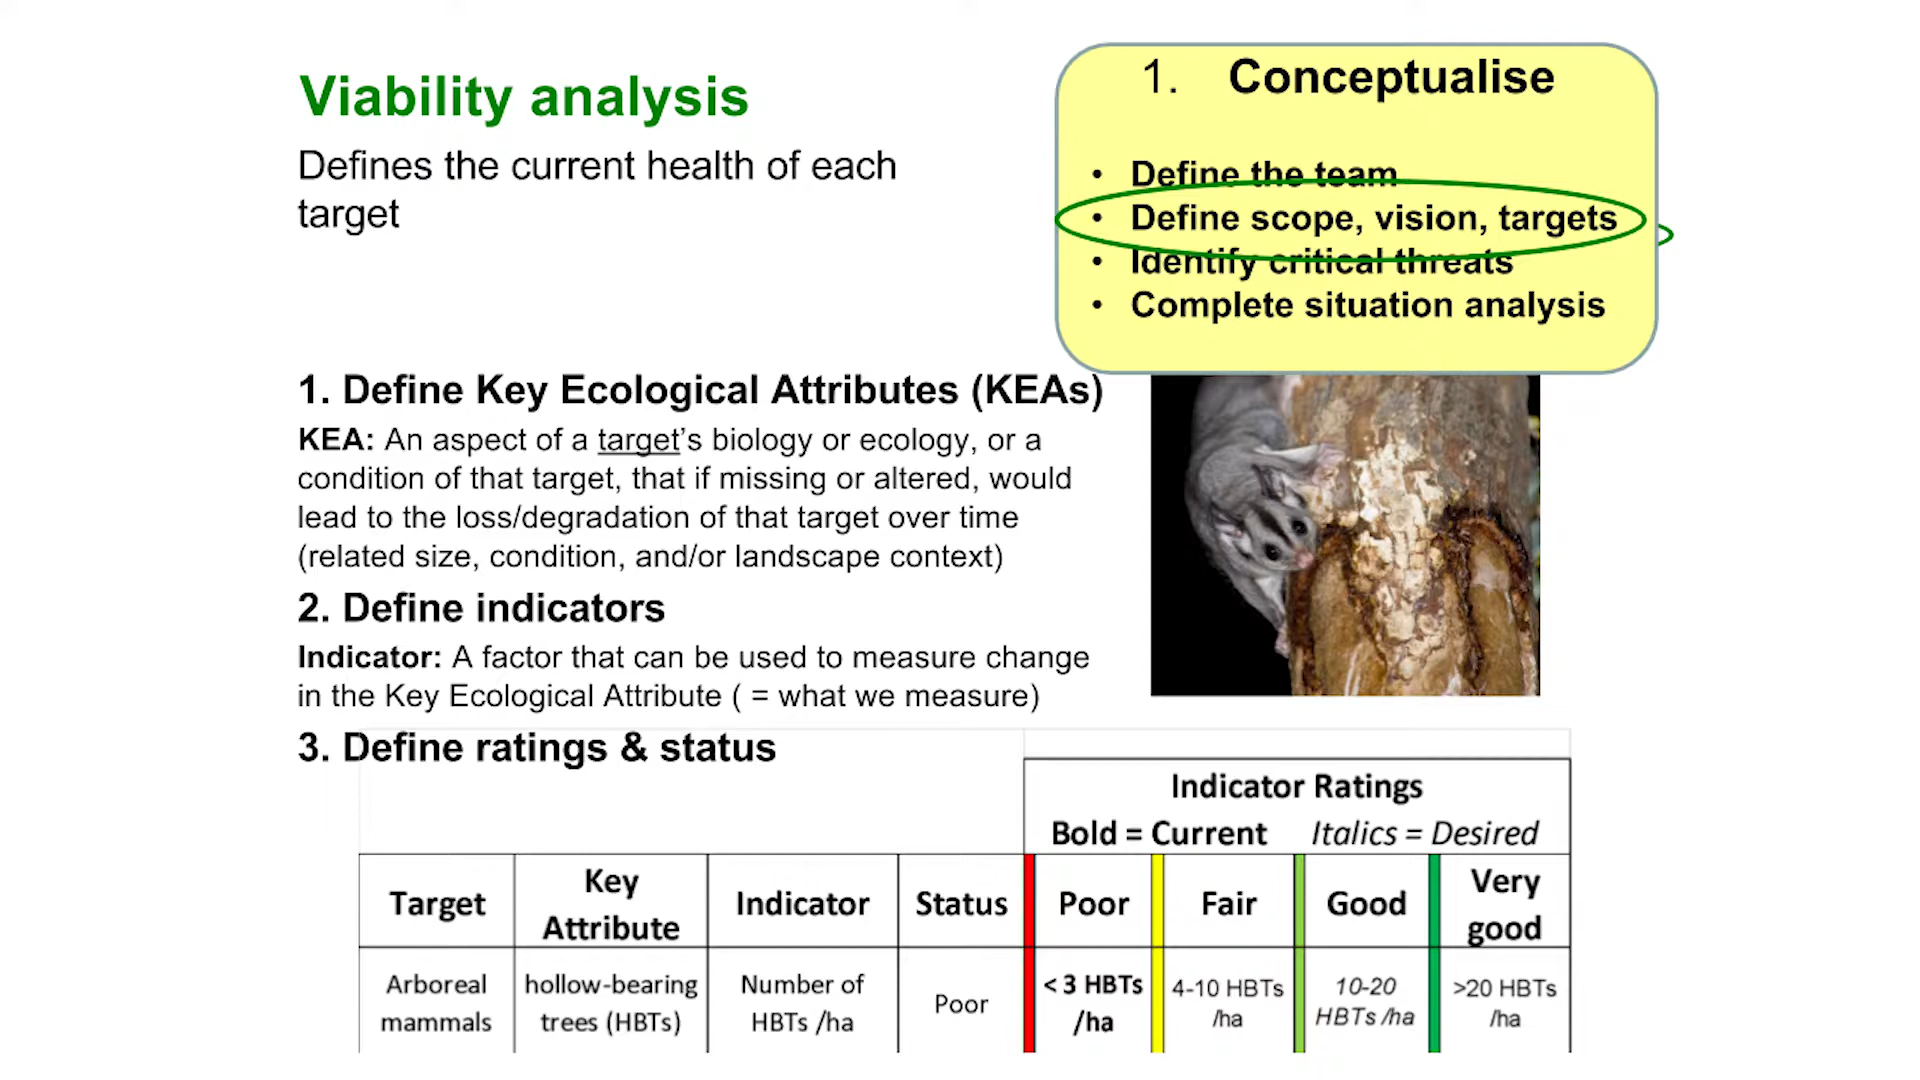 Viability analysis
Defines the current health of each
target
1. Conceptualise
• Define the team
• Define scope, vision, targets
• Identify critical threats
• Complete situation analysis
1. Define Key Ecological Attributes (KEAs)
KEA: An aspect of a target's biology or ecology, or a
condition of that target, that if missing or altered, would
lead to the loss/degradation of that target over time
(related size, condition, and/or landscape context)
2. Define indicators
Indicator: A factor that can be used to measure change
in the Key Ecological Attribute ( = what we measure)
3. Define ratings & status
Indicator Ratings
Bold = Current Italics = Desired
Target Key Attribute Indicator Status Poor Fair Good Very good
Arboreal mammals hollow-bearing trees (HBTs) Number of HBTs /ha Poor < 3 HBTs /ha 4-10 HBTs /ha 10-20 HBTs /ha >20 HBTs /ha